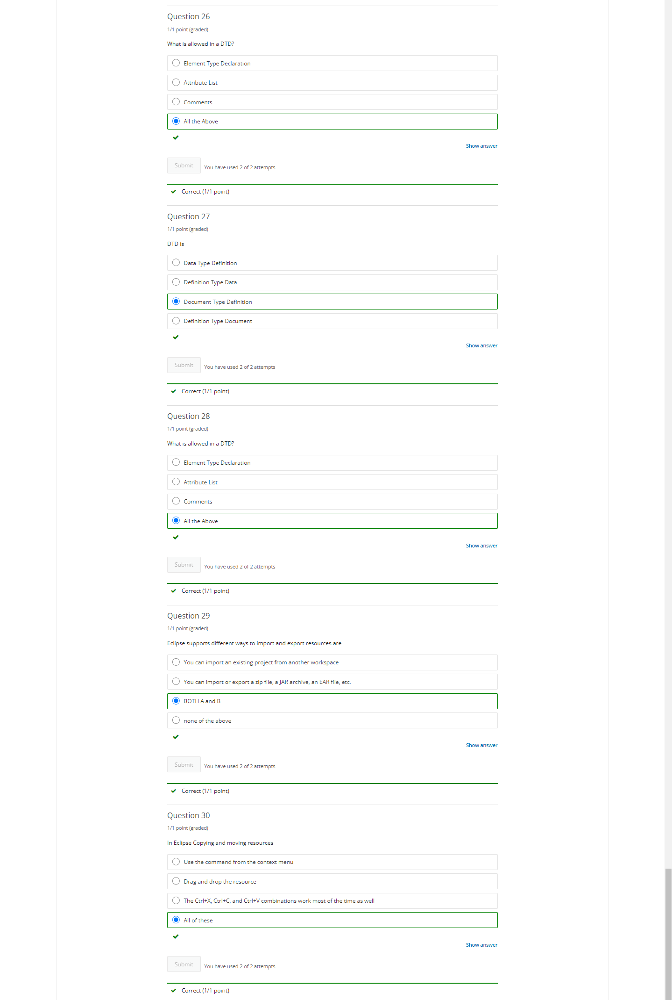 Question 26
1/1 point (graded)
What is allowed in a DTD?
Element Type Declaration
Attribute List
Comments
All the Above
Show answer
Submit You have used 2 of 2 attempts
Correct (1/1 point)
Question 27
1/1 point (graded)
DTD is
Data Type Definition
Definition Type Data
Document Type Definition
Definition Type Document
Show answer
Submit You have used 2 of 2 attempts
Correct (1/1 point)
Question 28
1/1 point (graded)
What is allowed in a DTD?
Element Type Declaration
Attribute List
Comments
All the Above
Show answer
Submit You have used 2 of 2 attempts
Correct (1/1 point)
Question 29
1/1 point (graded)
Eclipse supports different ways to import and export resources are
You can import an existing project from another workspace
You can import or export a zip file, a JAR archive, an EAR file, etc.
BOTH A and B
none of the above
Show answer
Submit You have used 2 of 2 attempts
Correct (1/1 point)
Question 30
1/1 point (graded)
In Eclipse Copying and moving resources
Use the command from the context menu
Drag and drop the resource
The Ctrl+X, Ctrl+C, and Ctrl+V combinations work most of the time as well
All of these
Show answer
Submit You have used 2 of 2 attempts
Correct (1/1 point)